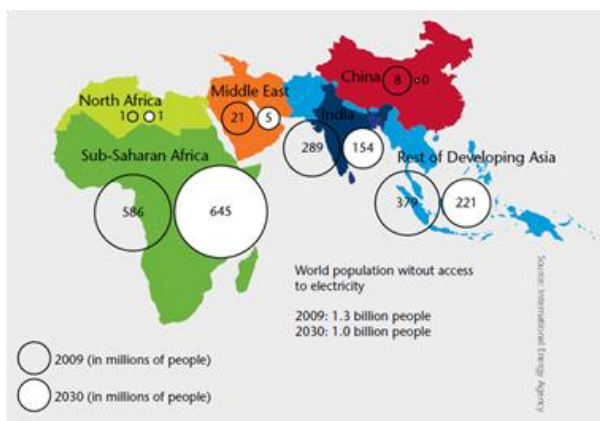 China
8
0
Middle East
21
5
North Africa
1
1
India
289
154
Sub-Saharan Africa
Rest of Developing Asia
586
645
379
221
World population witout access
to electricity
2009: 1.3 billion people
2030: 1.0 billion people
2009 (in millions of people)
2030 (in millions of people)
Source: International Energy Agency